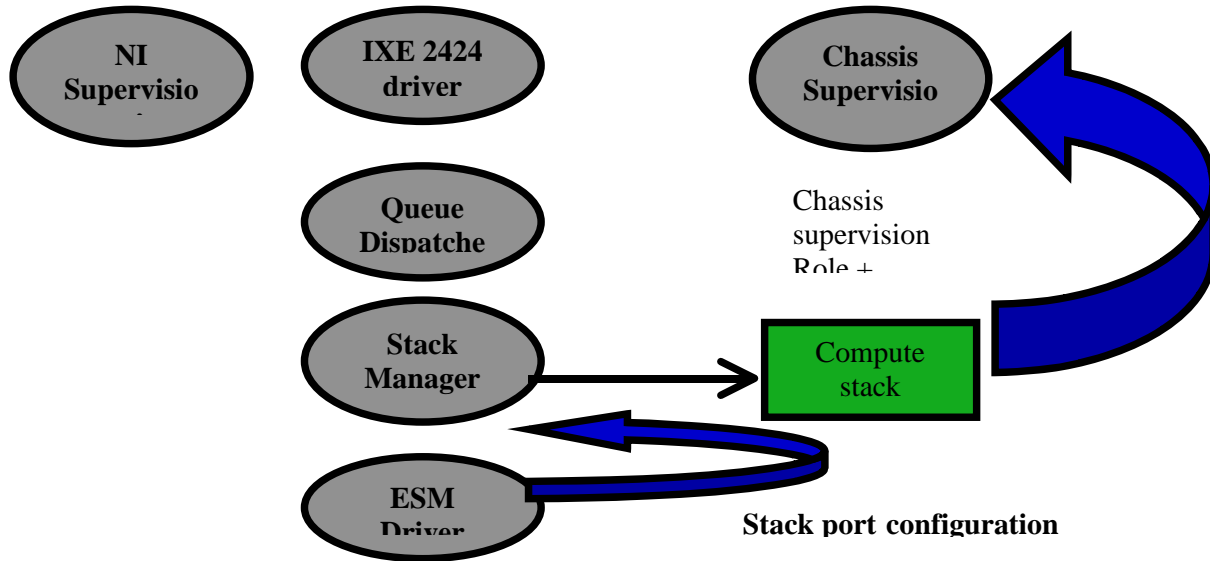 NI
Supervisio
IXE 2424
driver
Chassis
Supervisio
Queue
Dispatche
Chassis
supervision
Role +
Stack
Manager
Compute
stack
ESM
Driver
Stack port configuration